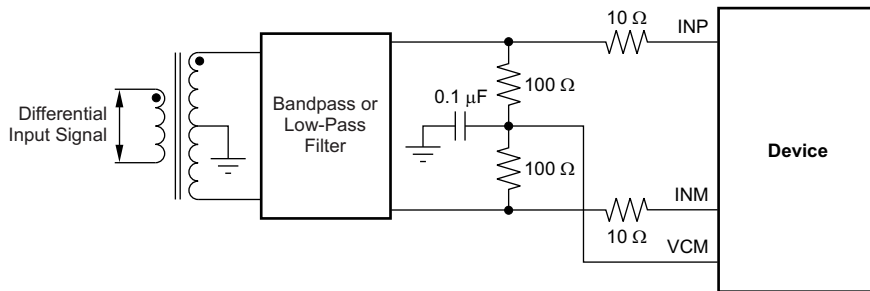 10 Ω
INP
Differential
Input Signal
Bandpass or
Low-Pass
Filter
0.1 μF
100 Ω
100 Ω
Device
INM
10 Ω
VCM